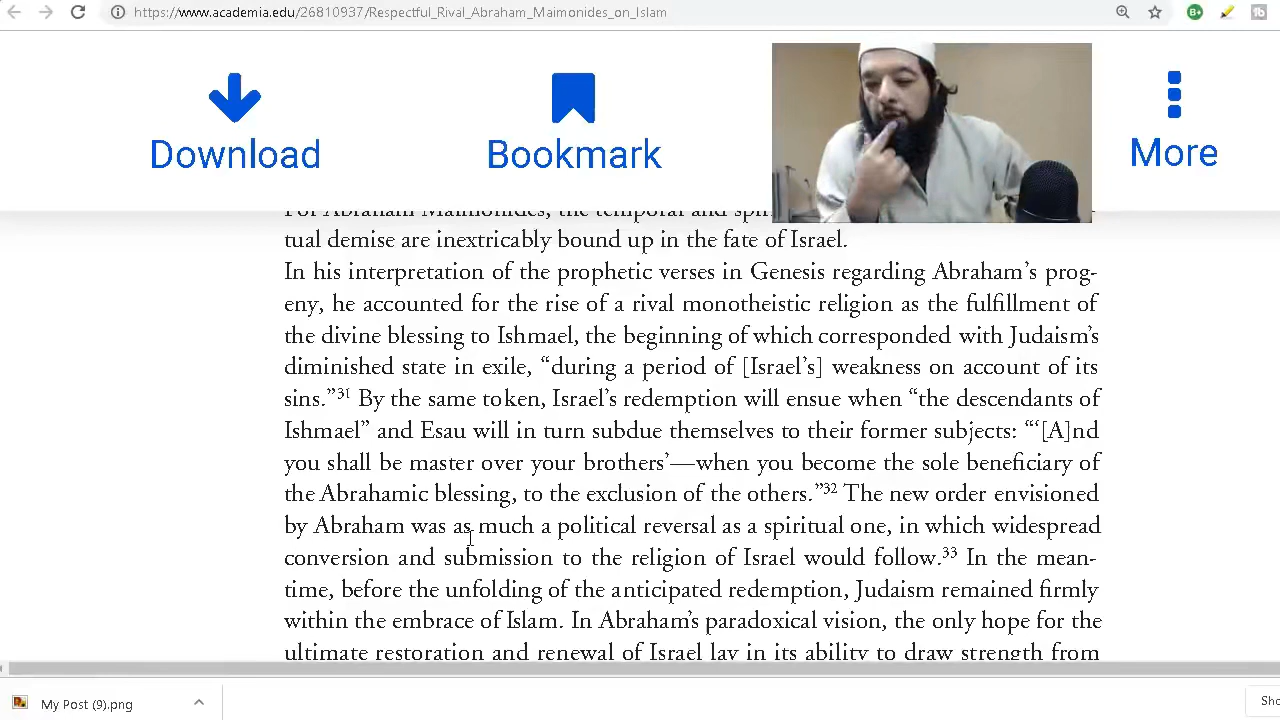 https://www.academia.edu/26810937/Respectful_Rival_Abraham_Maimonides_on_Islam
Download
Bookmark
More
For Abraham Maimonides, the temporal and
tual demise are inextricably bound up in the fate of Israel.
In his interpretation of the prophetic verses in Genesis regarding Abraham’s prog-
eny, he accounted for the rise of a rival monotheistic religion as the fulfillment of
the divine blessing to Ishmael, the beginning of which corresponded with Judaism’s
diminished state in exile, “during a period of [Israel’s] weakness on account of its
sins.”31 By the same token, Israel’s redemption will ensue when “the descendants of
Ishmael” and Esau will in turn subdue themselves to their former subjects: “‘[A]nd
you shall be master over your brothers’—when you become the sole beneficiary of
the Abrahamic blessing, to the exclusion of the others.”32 The new order envisioned
by Abraham was as much a political reversal as a spiritual one, in which widespread
conversion and submission to the religion of Israel would follow.33 In the mean-
time, before the unfolding of the anticipated redemption, Judaism remained firmly
within the embrace of Islam. In Abraham’s paradoxical vision, the only hope for the
ultimate restoration and renewal of Israel lay in its ability to draw strength from
My Post (9).png
Sho